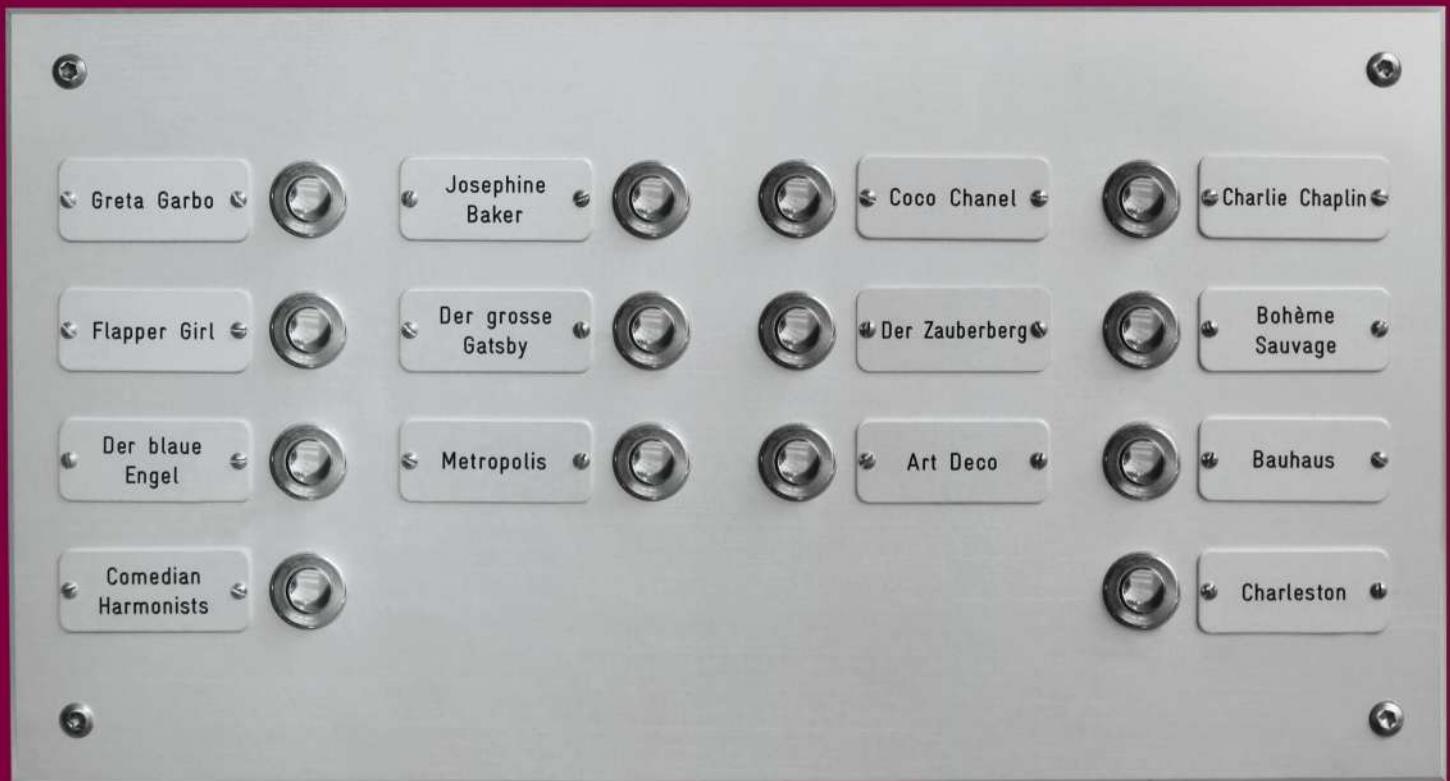 Greta Garbo
Josephine
Baker
Coco Chanel
Charlie Chaplin
Flapper Girl
Der grosse
Gatsby
Der Zauberberg
Bohème
Sauvage
Der blaue
Engel
Metropolis
Art Deco
Bauhaus
Comedian
Harmonists
Charleston